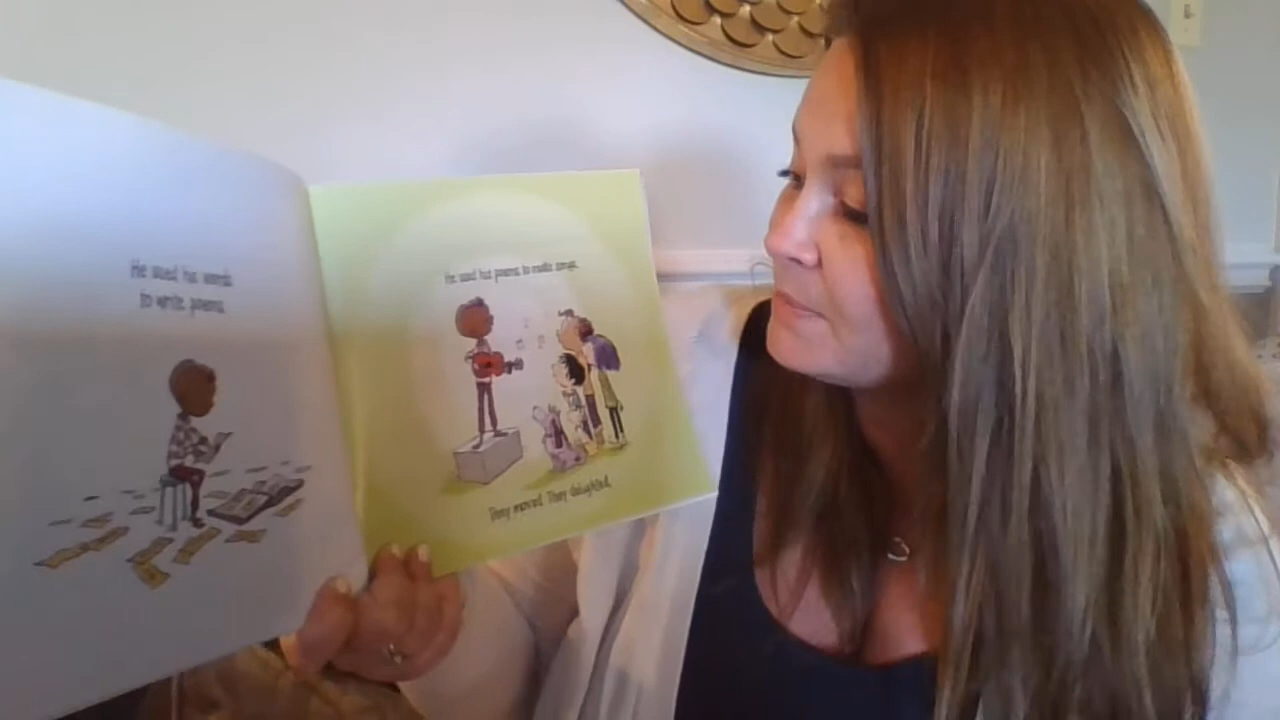 He used his words
to write poems.
He used his poems to make songs.
They moved. They delighted.